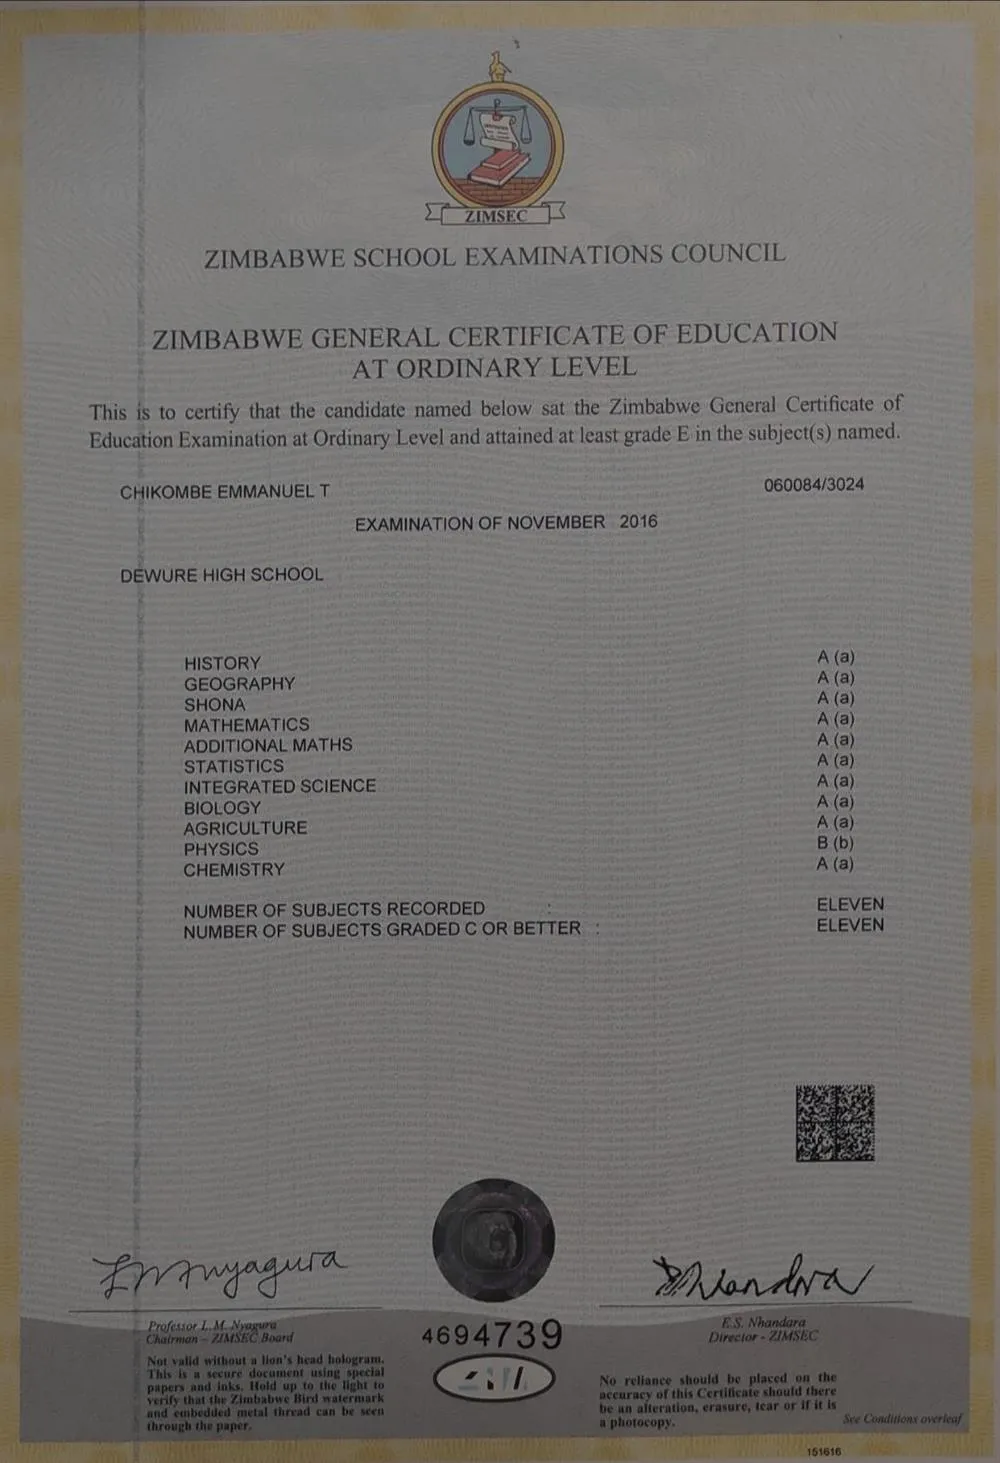 ZIMSEC
ZIMBABWE SCHOOL EXAMINATIONS COUNCIL
ZIMBABWE GENERAL CERTIFICATE OF EDUCATION
AT ORDINARY LEVEL
This is to certify that the candidate named below sat the Zimbabwe General Certificate of
Education Examination at Ordinary Level and attained at least grade E in the subject(s) named.
CHIKOMBE EMMANUEL T 060084/3024
EXAMINATION OF NOVEMBER 2016
DEWURE HIGH SCHOOL
HISTORY A (a)
GEOGRAPHY A (a)
SHONA A (a)
MATHEMATICS A (a)
ADDITIONAL MATHS A (a)
STATISTICS A (a)
INTEGRATED SCIENCE A (a)
BIOLOGY A (a)
AGRICULTURE A (a)
PHYSICS B (b)
CHEMISTRY A (a)
NUMBER OF SUBJECTS RECORDED : ELEVEN
NUMBER OF SUBJECTS GRADED C OR BETTER : ELEVEN
Professor L.M. Nyagura
Chairman – ZIMSEC Board
Not valid without a lion's head hologram.
This is a secure document using special
papers and inks. Hold up to the light to
verify that the Zimbabwe Bird watermark
and embedded metal thread can be seen
through the paper.
4694739
E.S. Nhandara
Director - ZIMSEC
No reliance should be placed on the
accuracy of this Certificate should there
be an alteration, erasure, tear or if it is
a photocopy.
See Conditions overleaf
151616